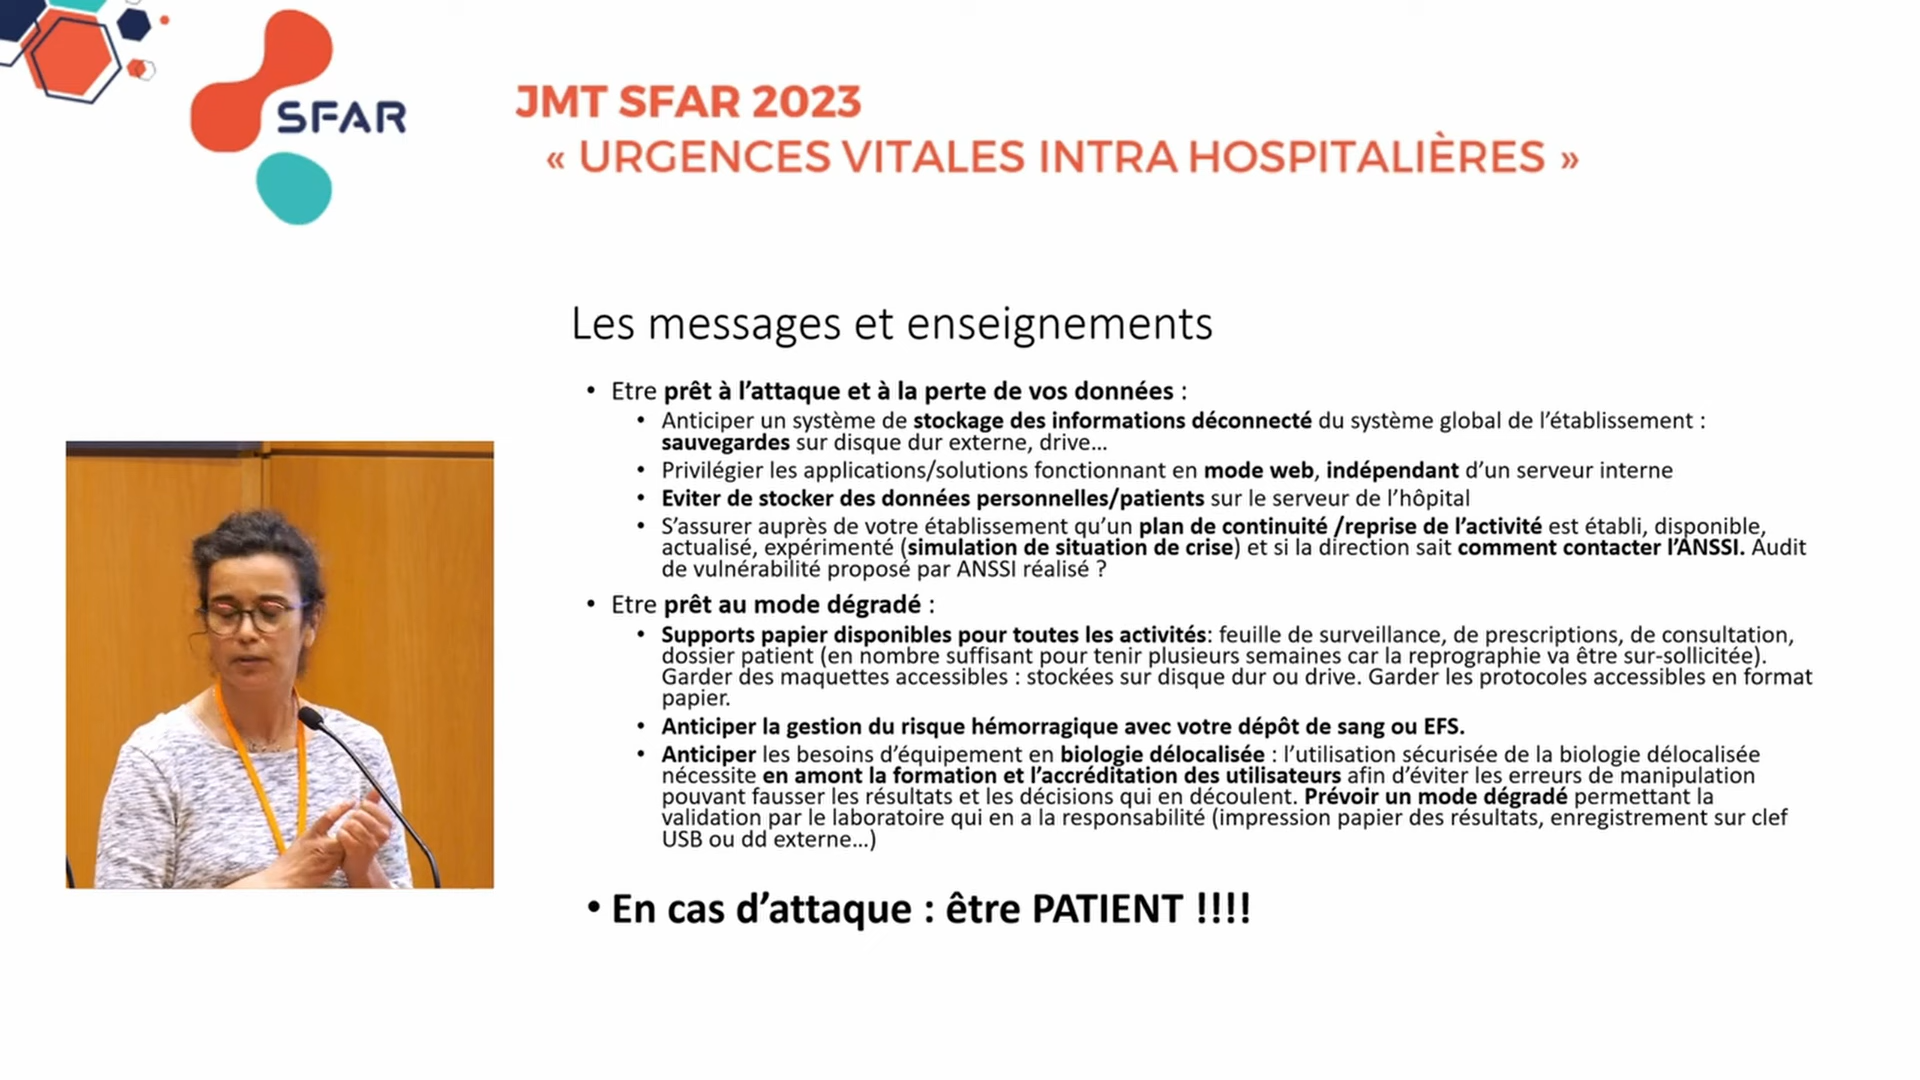 SFAR
JMT SFAR 2023
« URGENCES VITALES INTRA HOSPITALIÈRES »
Les messages et enseignements
• Etre prêt à l’attaque et à la perte de vos données :
• Anticiper un système de stockage des informations déconnecté du système global de l’établissement :
sauvegardes sur disque dur externe, drive…
• Privilégier les applications/solutions fonctionnant en mode web, indépendant d’un serveur interne
• Eviter de stocker des données personnelles/patients sur le serveur de l’hôpital
• S’assurer auprès de votre établissement qu’un plan de continuité /reprise de l’activité est établi, disponible,
actualisé, expérimenté (simulation de situation de crise) et si la direction sait comment contacter l’ANSSI. Audit
de vulnérabilité proposé par ANSSI réalisé ?
• Etre prêt au mode dégradé :
• Supports papier disponibles pour toutes les activités: feuille de surveillance, de prescriptions, de consultation,
dossier patient (en nombre suffisant pour tenir plusieurs semaines car la reprographie va être sur-sollicitée).
Garder des maquettes accessibles : stockées sur disque dur ou drive. Garder les protocoles accessibles en format
papier.
• Anticiper la gestion du risque hémorragique avec votre dépôt de sang ou EFS.
• Anticiper les besoins d’équipement en biologie délocalisée : l’utilisation sécurisée de la biologie délocalisée
nécessite en amont la formation et l’accréditation des utilisateurs afin d’éviter les erreurs de manipulation
pouvant fausser les résultats et les décisions qui en découlent. Prévoir un mode dégradé permettant la
validation par le laboratoire qui en a la responsabilité (impression papier des résultats, enregistrement sur clef
USB ou dd externe…)
• En cas d’attaque : être PATIENT !!!!